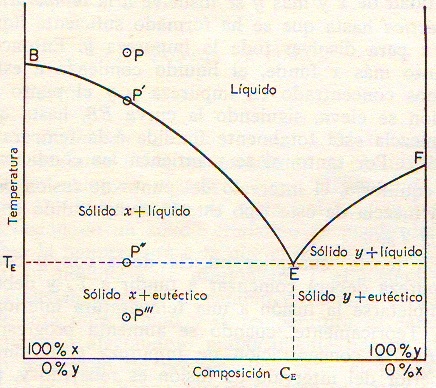 B
P
P'
Líquido
F
Temperatura
Sólido x+líquido
P"
T_E
E
Sólido y+líquido
Sólido x+eutéctico
Sólido y+eutéctico
P'''
100% x
0% y
Composición C_E
100% y
0% x